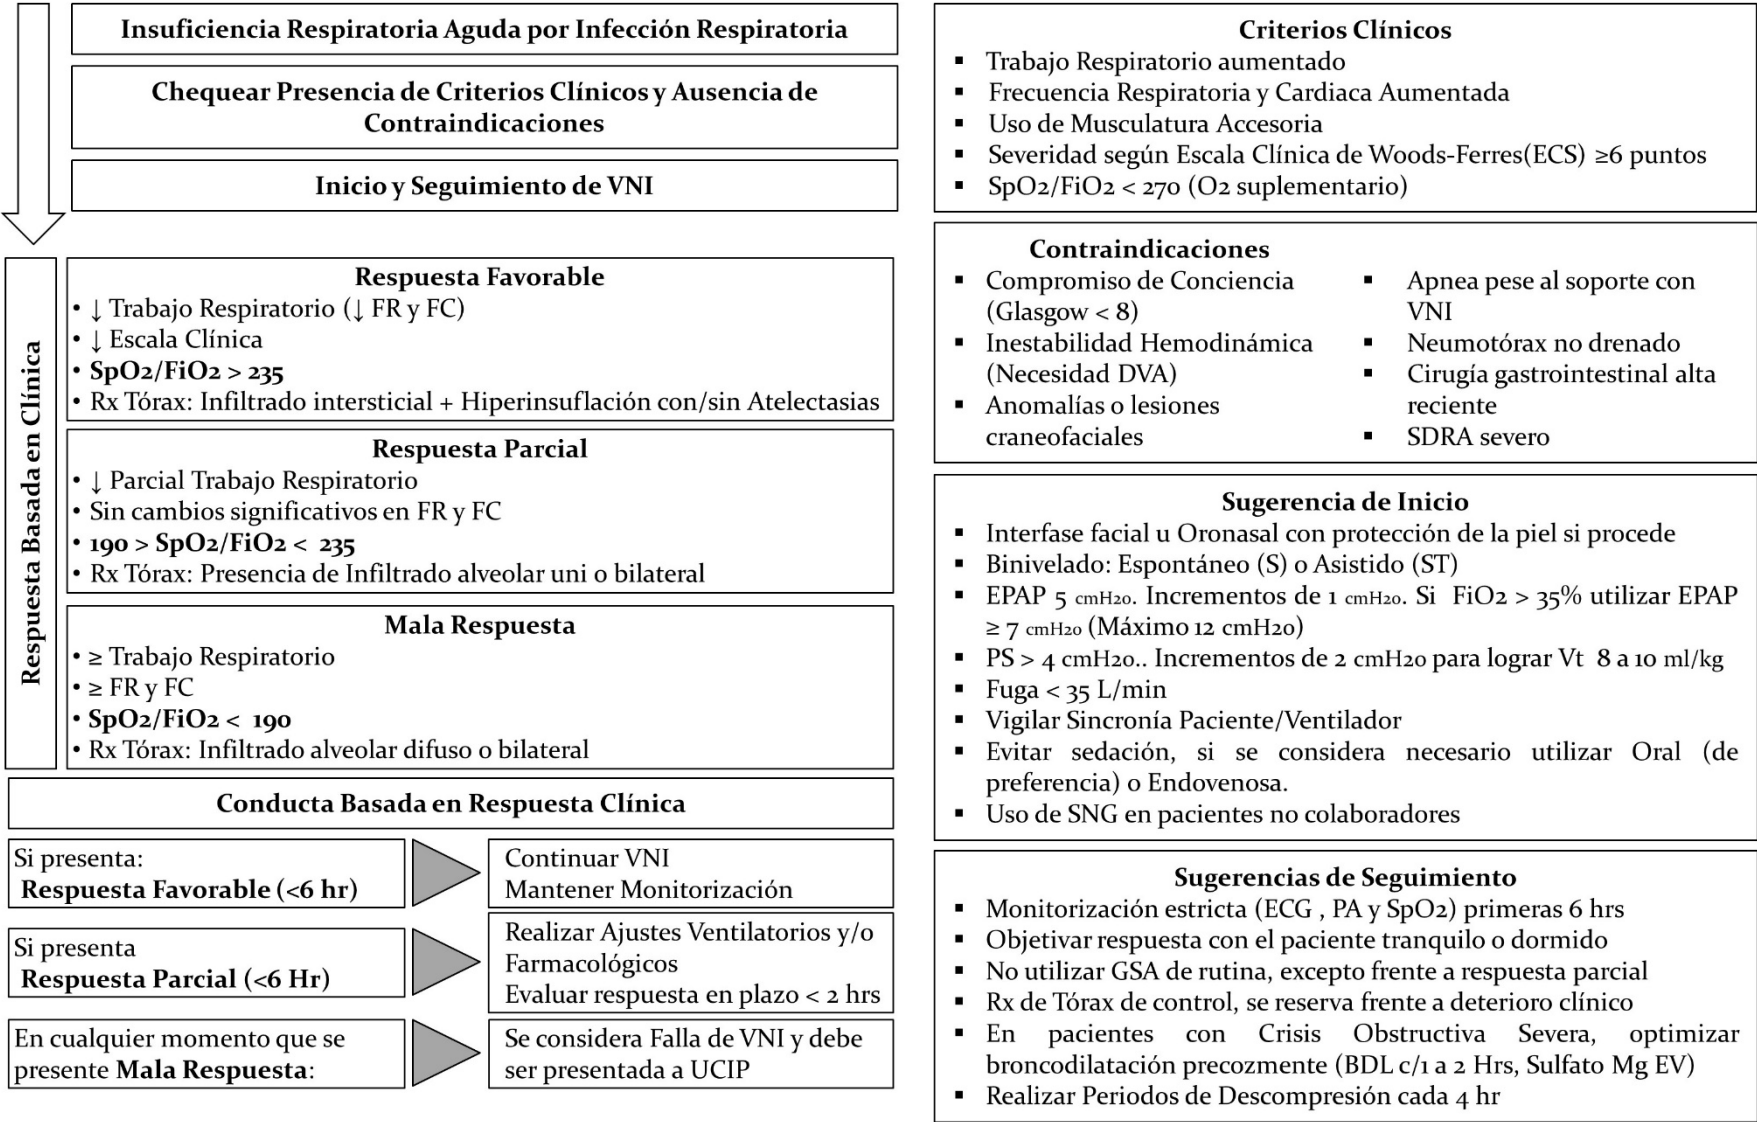 Insuficiencia Respiratoria Aguda por Infección Respiratoria
Chequear Presencia de Criterios Clínicos y Ausencia de
Contraindicaciones
Inicio y Seguimiento de VNI
Respuesta Basada en Clínica
Respuesta Favorable
• ↓ Trabajo Respiratorio (↓ FR y FC)
• ↓ Escala Clínica
• SpO2/FiO2 > 235
• Rx Tórax: Infiltrado intersticial + Hiperinsuflación con/sin Atelectasias
Respuesta Parcial
• ↓ Parcial Trabajo Respiratorio
• Sin cambios significativos en FR y FC
• 190 > SpO2/FiO2 < 235
• Rx Tórax: Presencia de Infiltrado alveolar uni o bilateral
Mala Respuesta
• ≥ Trabajo Respiratorio
• ≥ FR y FC
• SpO2/FiO2 < 190
• Rx Tórax: Infiltrado alveolar difuso o bilateral
Conducta Basada en Respuesta Clínica
Si presenta:
Respuesta Favorable (<6 hr)
Continuar VNI
Mantener Monitorización
Si presenta
Respuesta Parcial (<6 Hr)
Realizar Ajustes Ventilatorios y/o
Farmacológicos
Evaluar respuesta en plazo < 2 hrs
En cualquier momento que se
presente Mala Respuesta:
Se considera Falla de VNI y debe
ser presentada a UCIP
Criterios Clínicos
▪ Trabajo Respiratorio aumentado
▪ Frecuencia Respiratoria y Cardiaca Aumentada
▪ Uso de Musculatura Accesoria
▪ Severidad según Escala Clínica de Woods-Ferres(ECS) ≥6 puntos
▪ SpO2/FiO2 < 270 (O2 suplementario)
Contraindicaciones
▪ Compromiso de Conciencia
(Glasgow < 8)
▪ Inestabilidad Hemodinámica
(Necesidad DVA)
▪ Anomalías o lesiones
craneofaciales
▪ Apnea pese al soporte con
VNI
▪ Neumotórax no drenado
▪ Cirugía gastrointestinal alta
reciente
▪ SDRA severo
Sugerencia de Inicio
▪ Interfase facial u Oronasal con protección de la piel si procede
▪ Binivelado: Espontáneo (S) o Asistido (ST)
▪ EPAP 5 cmH2o. Incrementos de 1 cmH2o. Si FiO2 > 35% utilizar EPAP
≥ 7 cmH2o (Máximo 12 cmH2o)
▪ PS > 4 cmH2o.. Incrementos de 2 cmH2o para lograr Vt 8 a 10 ml/kg
▪ Fuga < 35 L/min
▪ Vigilar Sincronía Paciente/Ventilador
▪ Evitar sedación, si se considera necesario utilizar Oral (de
preferencia) o Endovenosa.
▪ Uso de SNG en pacientes no colaboradores
Sugerencias de Seguimiento
▪ Monitorización estricta (ECG , PA y SpO2) primeras 6 hrs
▪ Objetivar respuesta con el paciente tranquilo o dormido
▪ No utilizar GSA de rutina, excepto frente a respuesta parcial
▪ Rx de Tórax de control, se reserva frente a deterioro clínico
▪ En pacientes con Crisis Obstructiva Severa, optimizar
broncodilatación precozmente (BDL c/1 a 2 Hrs, Sulfato Mg EV)
▪ Realizar Periodos de Descompresión cada 4 hr